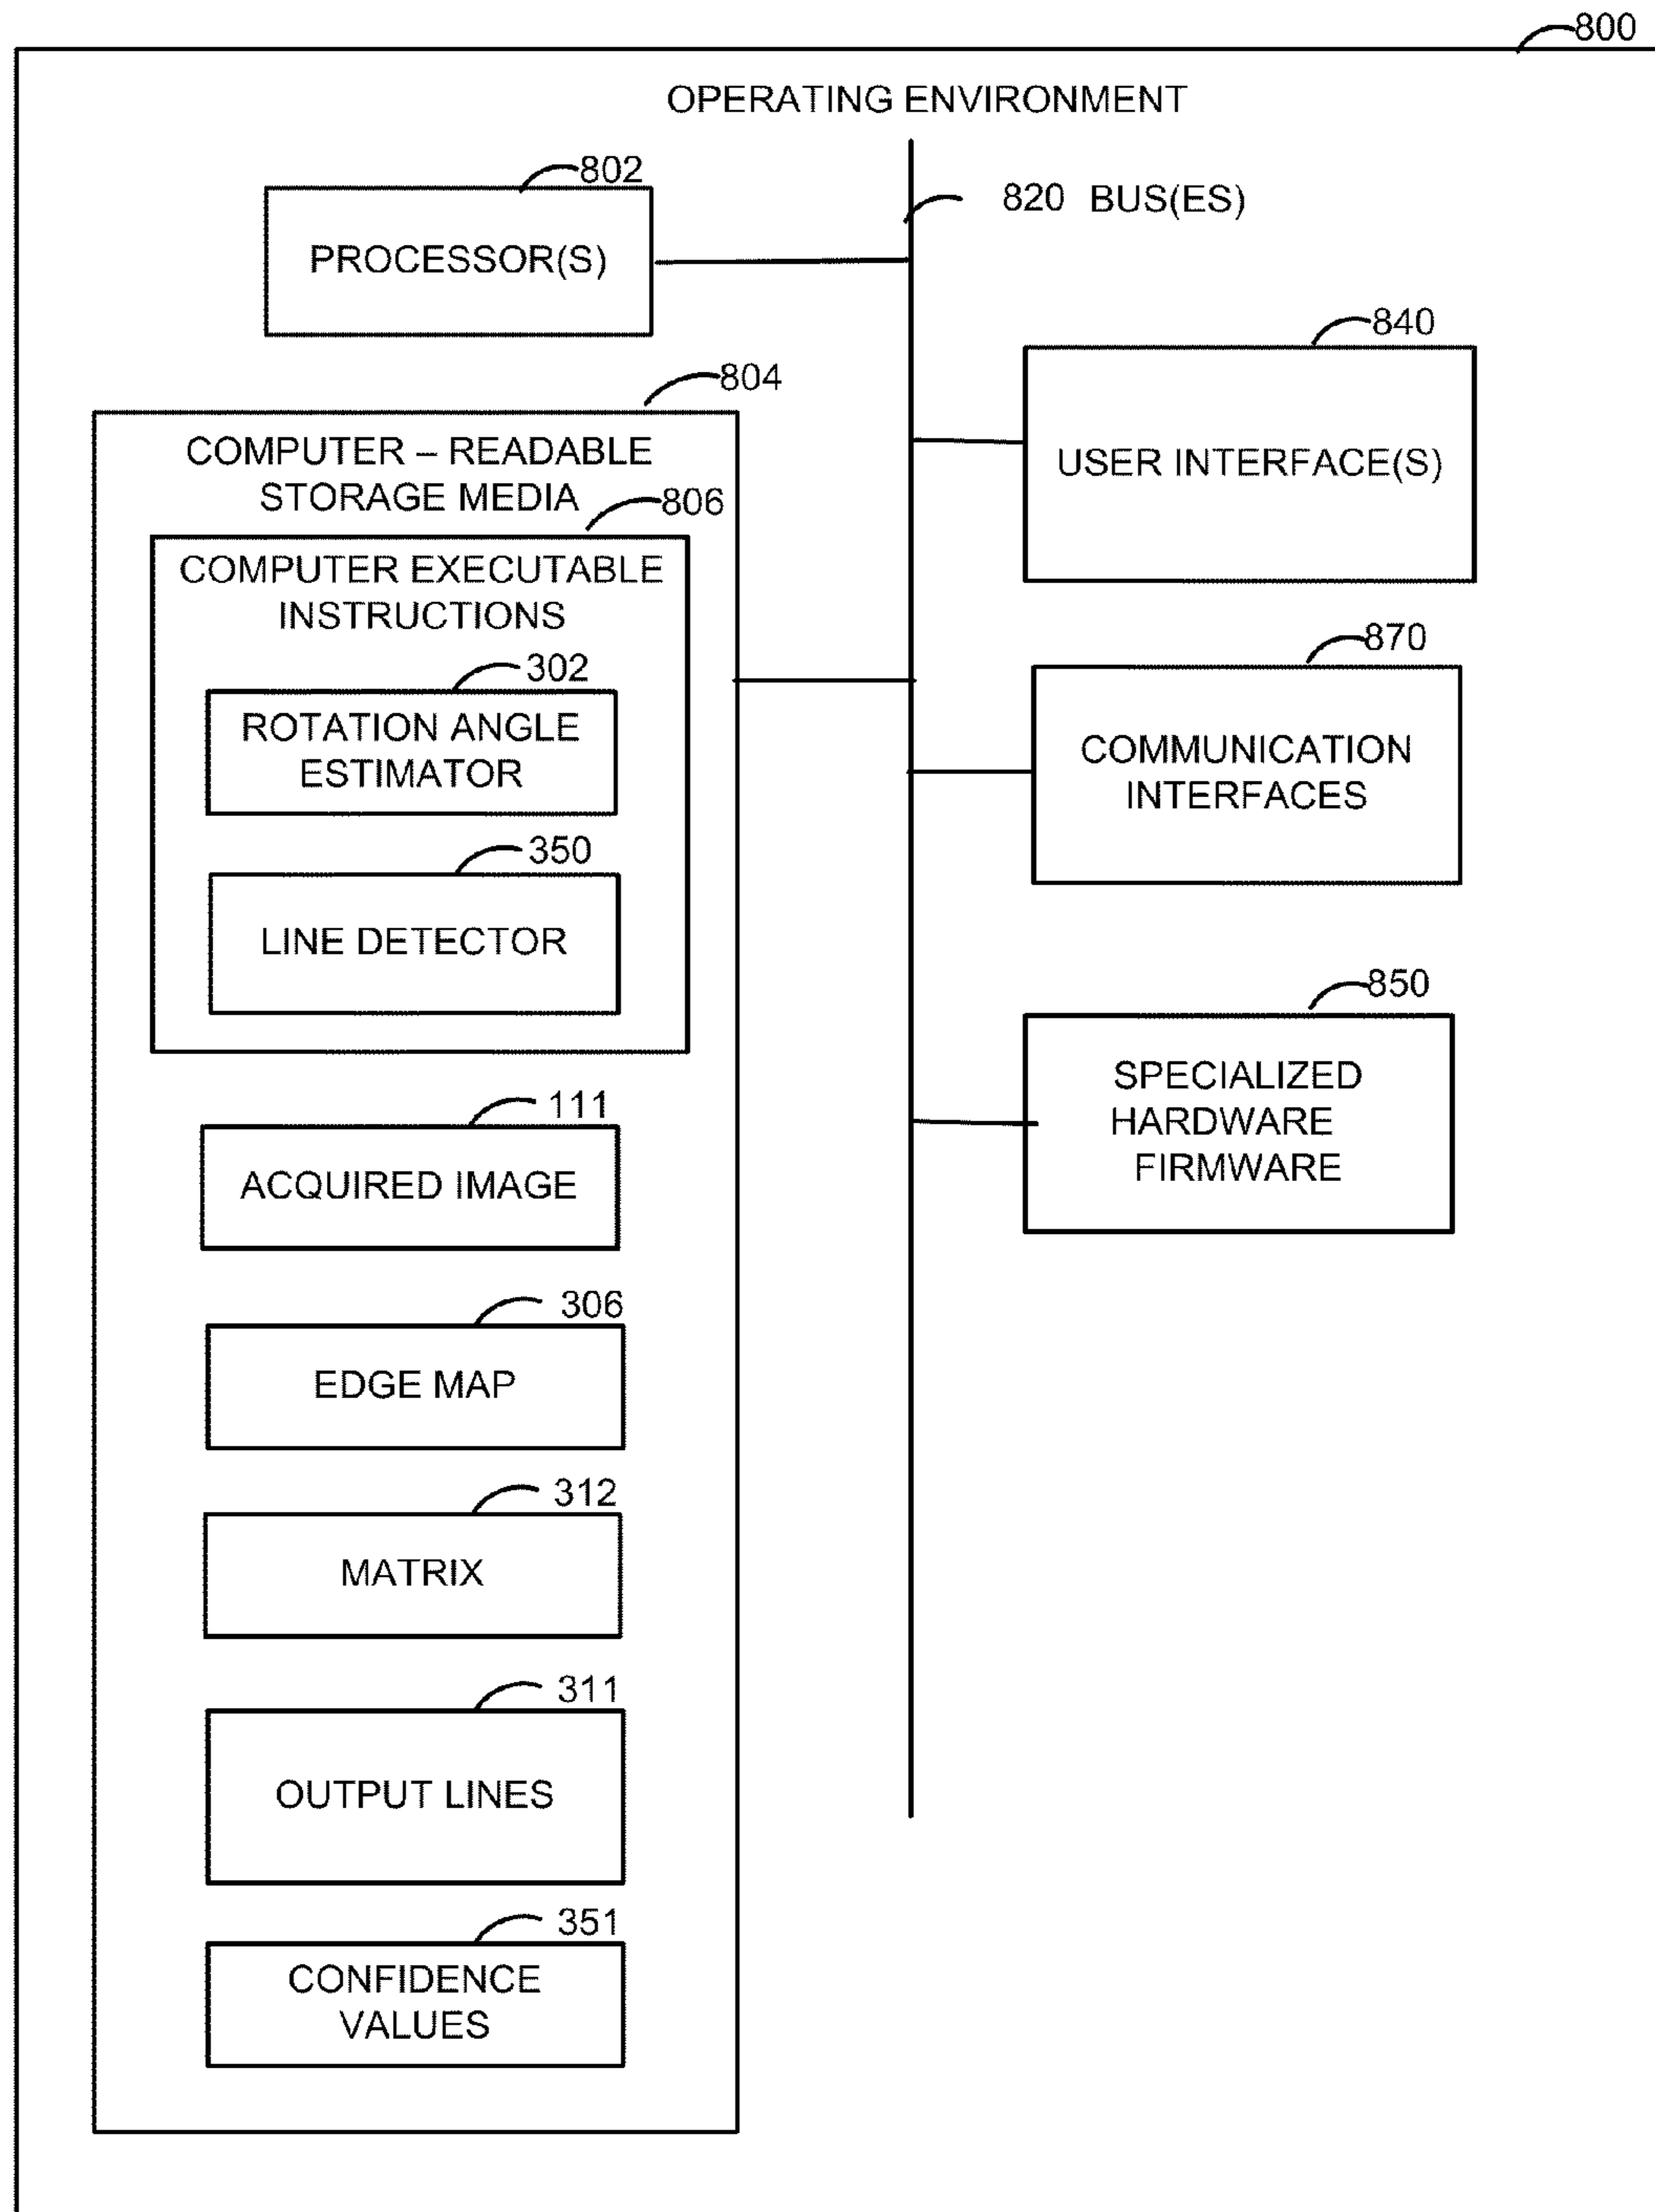 800
OPERATING ENVIRONMENT
802
PROCESSOR(S)
820 BUS(ES)
804
COMPUTER – READABLE
STORAGE MEDIA
806
COMPUTER EXECUTABLE
INSTRUCTIONS
302
ROTATION ANGLE
ESTIMATOR
350
LINE DETECTOR
111
ACQUIRED IMAGE
306
EDGE MAP
312
MATRIX
311
OUTPUT LINES
351
CONFIDENCE
VALUES
840
USER INTERFACE(S)
870
COMMUNICATION
INTERFACES
850
SPECIALIZED
HARDWARE
FIRMWARE